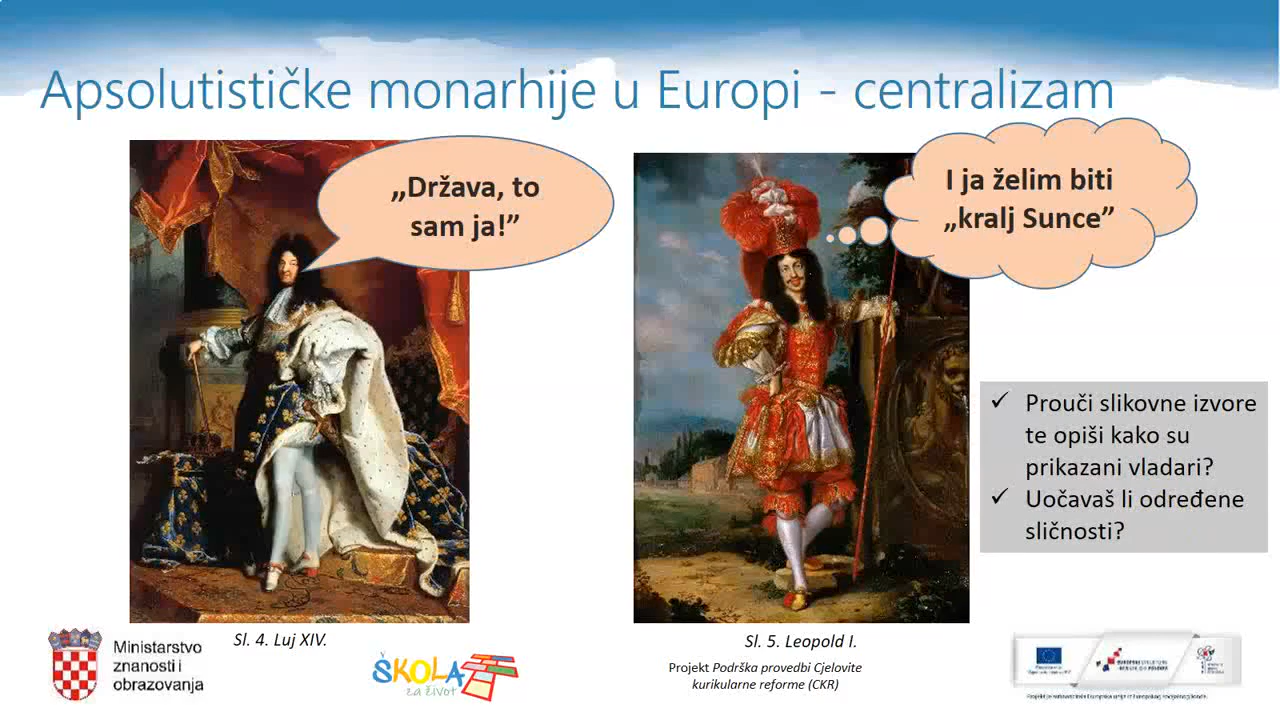 Apsolutističke monarhije u Europi - centralizam
„Država, to
sam ja!”
I ja želim biti
„kralj Sunce”
✓ Prouči slikovne izvore
te opiši kako su
prikazani vladari?
✓ Uočavaš li određene
sličnosti?
Sl. 4. Luj XIV.
Sl. 5. Leopold I.
Ministarstvo
znanosti i
obrazovanja
ŠKOLA
za život
Projekt Podrška provedbi Cjelovite
kurikularne reforme (CKR)